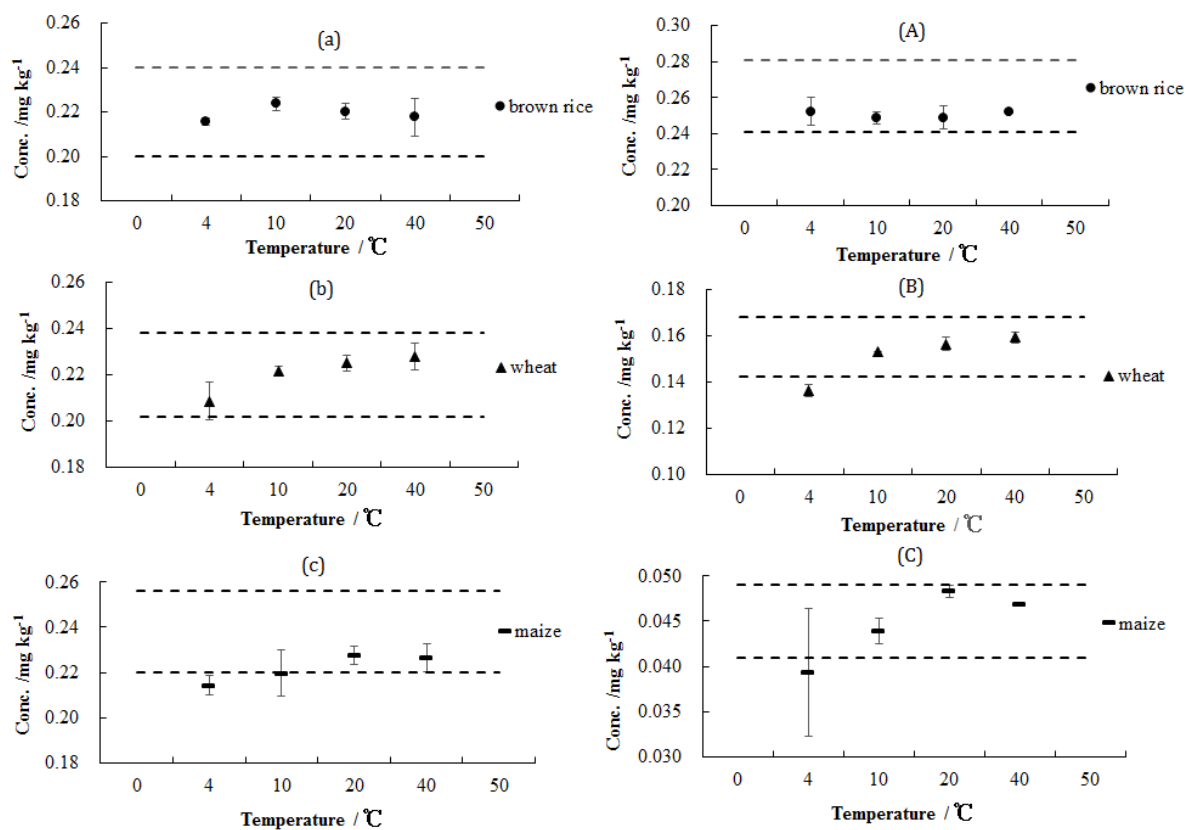 (a)
0.26
0.24
0.22
0.20
0.18
Conc. /mg kg-1
0 4 10 20 40 50
Temperature / ℃
brown rice
(A)
0.30
0.28
0.26
0.24
0.22
0.20
Conc. /mg kg-1
0 4 10 20 40 50
Temperature / ℃
brown rice
(b)
0.26
0.24
0.22
0.20
0.18
Conc. /mg kg-1
0 4 10 20 40 50
Temperature / ℃
wheat
(B)
0.18
0.16
0.14
0.12
0.10
Conc. /mg kg-1
0 4 10 20 40 50
Temperature / ℃
wheat
(c)
0.26
0.24
0.22
0.20
0.18
Conc. /mg kg-1
0 4 10 20 40 50
Temperature / ℃
maize
(C)
0.050
0.045
0.040
0.035
0.030
Conc. /mg kg-1
0 4 10 20 40 50
Temperature / ℃
maize